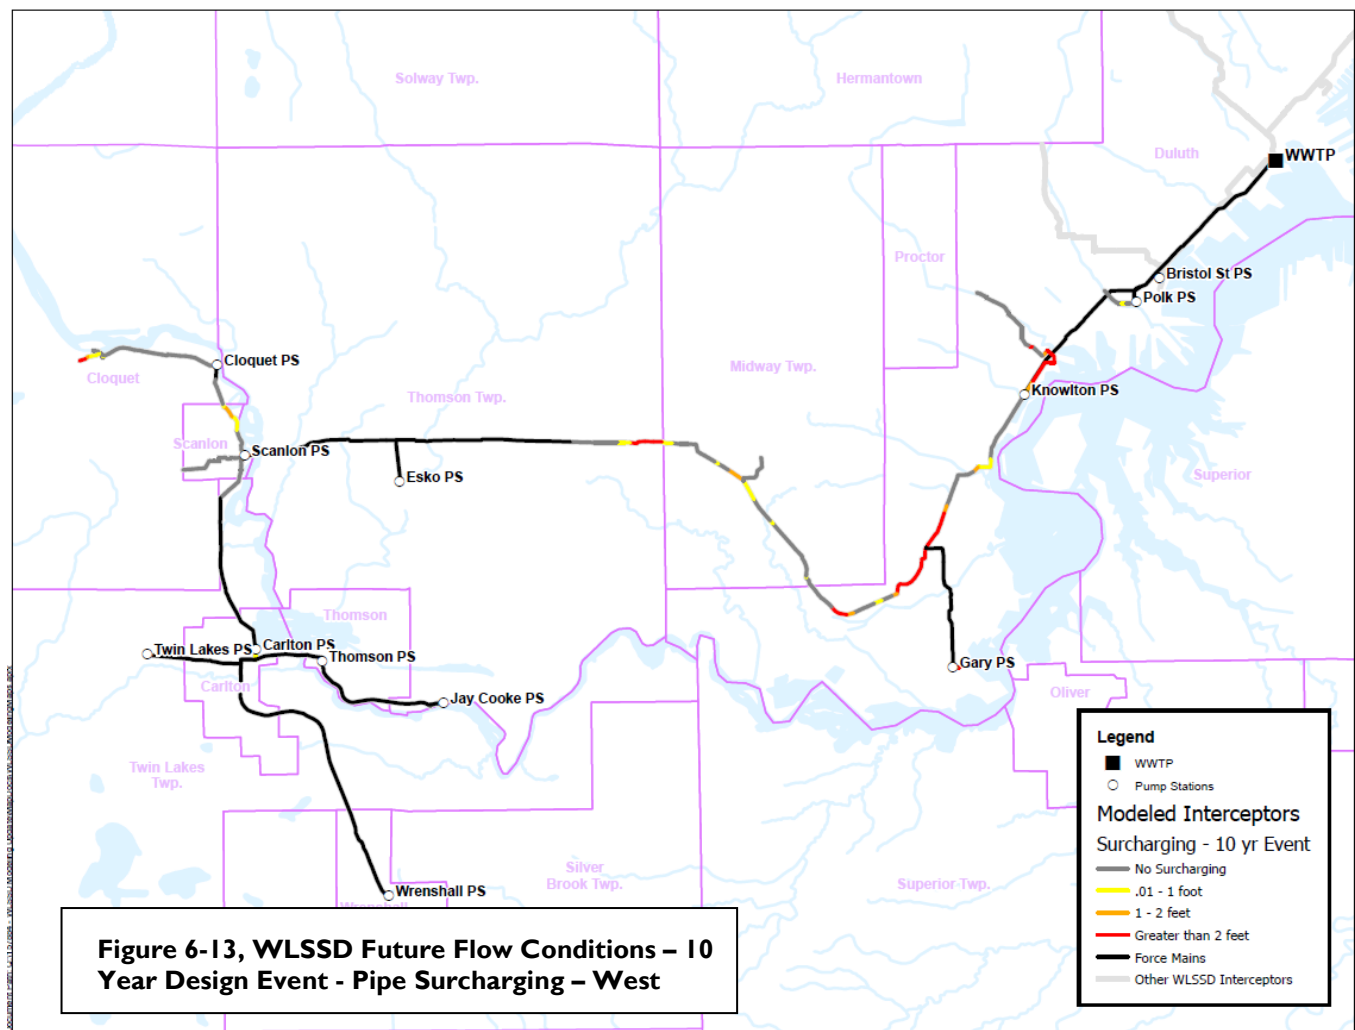 Solway Twp.
Hermantown
Duluth
WWTP
Proctor
Bristol St PS
Polk PS
Cloquet PS
Cloquet
Midway Twp.
Knowlton PS
Thomson Twp.
Scanlon
Scanlon PS
Esko PS
Superior
Thomson
Twin Lakes PS
Carlton PS
Thomson PS
Gary PS
Carlton
Jay Cooke PS
Oliver
Twin Lakes
Twp.
Silver
Brook Twp.
Superior Twp.
Wrenshall PS
Wrenshall
Legend
WWTP
Pump Stations
Modeled Interceptors
Surcharging - 10 yr Event
No Surcharging
.01 - 1 foot
1 - 2 feet
Greater than 2 feet
Force Mains
Other WLSSD Interceptors
Figure 6-13, WLSSD Future Flow Conditions – 10
Year Design Event - Pipe Surcharging – West